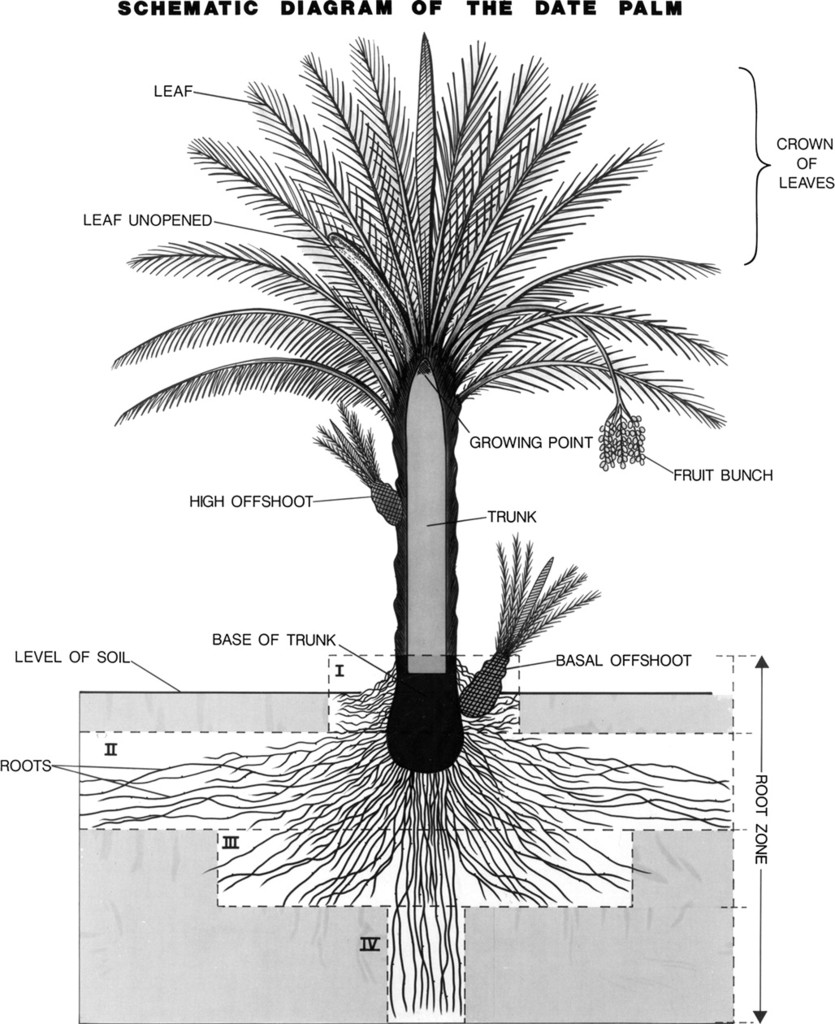 SCHEMATIC DIAGRAM OF THE DATE PALM
LEAF
CROWN
OF
LEAVES
LEAF UNOPENED
GROWING POINT
FRUIT BUNCH
HIGH OFFSHOOT
TRUNK
BASE OF TRUNK
LEVEL OF SOIL
I
BASAL OFFSHOOT
II
ROOTS
ROOT ZONE
III
IV